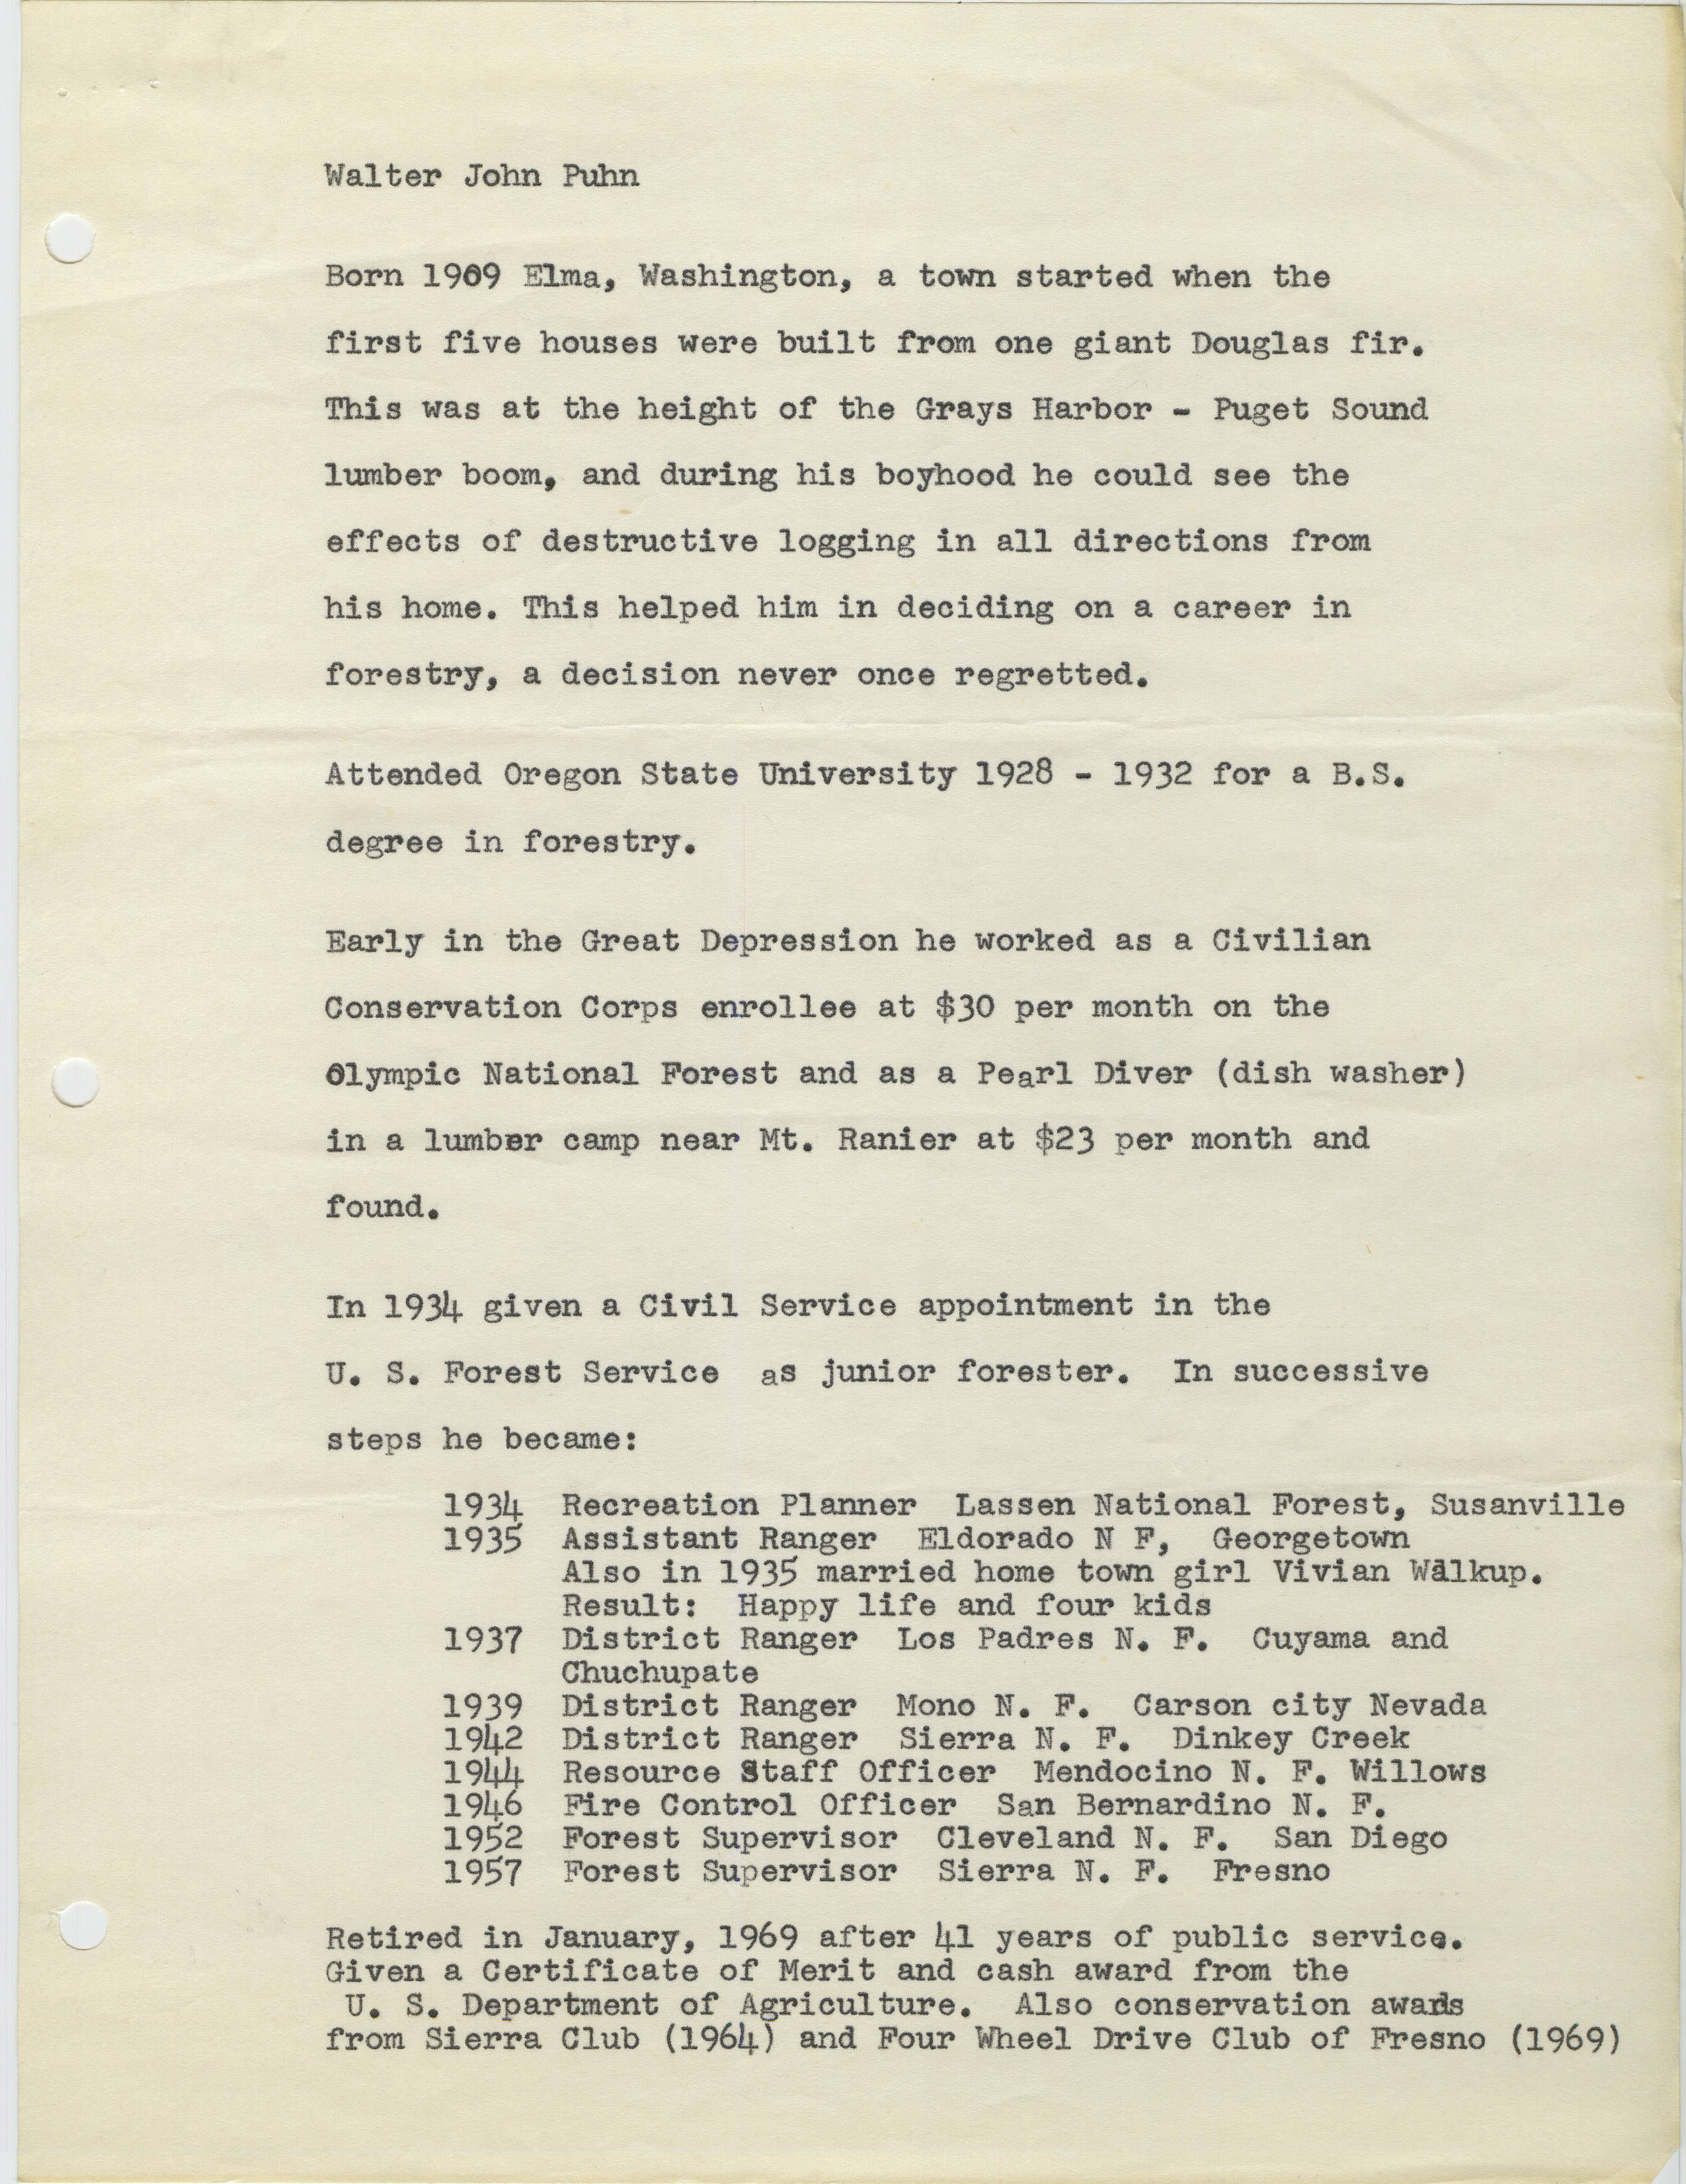 Walter John Puhn
Born 1909 Elma, Washington, a town started when the
first five houses were built from one giant Douglas fir.
This was at the height of the Grays Harbor - Puget Sound
lumber boom, and during his boyhood he could see the
effects of destructive logging in all directions from
his home. This helped him in deciding on a career in
forestry, a decision never once regretted.
Attended Oregon State University 1928 - 1932 for a B.S.
degree in forestry.
Early in the Great Depression he worked as a Civilian
Conservation Corps enrollee at $30 per month on the
Olympic National Forest and as a Pearl Diver (dish washer)
in a lumber camp near Mt. Ranier at $23 per month and
found.
In 1934 given a Civil Service appointment in the
U. S. Forest Service as junior forester. In successive
steps he became:
1934 Recreation Planner Lassen National Forest, Susanville
1935 Assistant Ranger Eldorado N F, Georgetown
Also in 1935 married home town girl Vivian Walkup.
Result: Happy life and four kids
1937 District Ranger Los Padres N. F. Cuyama and
Chuchupate
1939 District Ranger Mono N. F. Carson city Nevada
1942 District Ranger Sierra N. F. Dinkey Creek
1944 Resource Staff Officer Mendocino N. F. Willows
1946 Fire Control Officer San Bernardino N. F.
1952 Forest Supervisor Cleveland N. F. San Diego
1957 Forest Supervisor Sierra N. F. Fresno
Retired in January, 1969 after 41 years of public service.
Given a Certificate of Merit and cash award from the
U. S. Department of Agriculture. Also conservation awards
from Sierra Club (1964) and Four Wheel Drive Club of Fresno (1969)